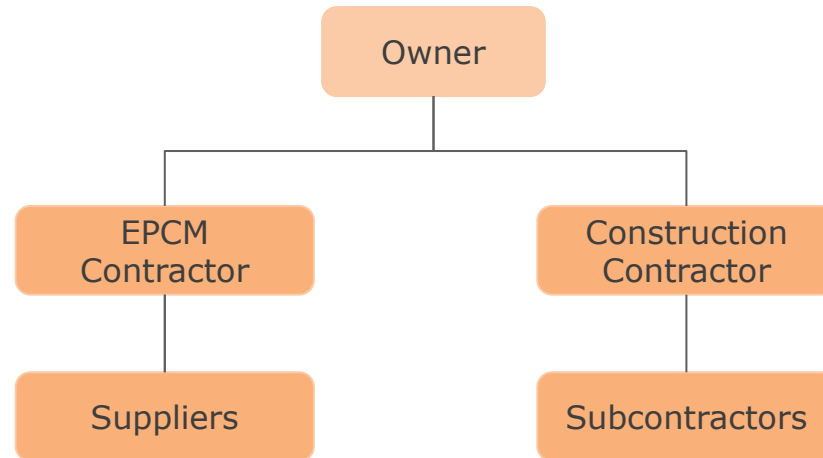 Owner
EPCM
Contractor
Construction
Contractor
Suppliers
Subcontractors